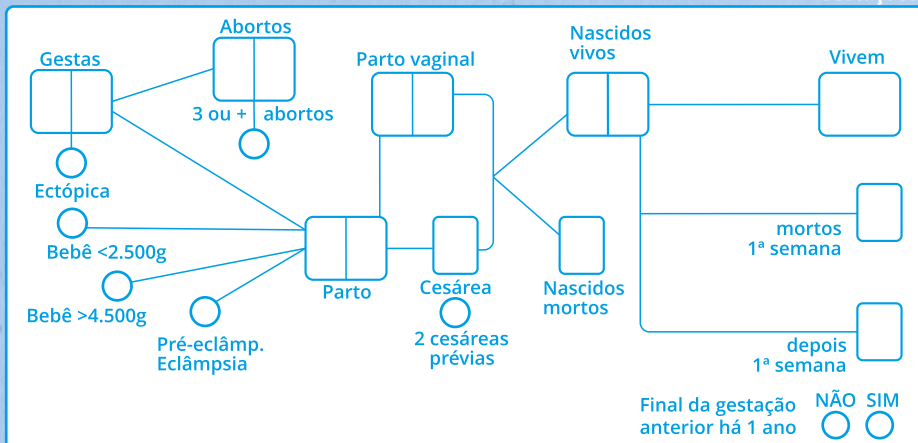 Gestas
Abortos
3 ou + abortos
Ectópica
Bebê <2.500g
Bebê >4.500g
Pré-eclâmp.
Eclâmpsia
Parto
Parto vaginal
Cesárea
2 cesáreas
prévias
Nascidos
vivos
Nascidos
mortos
Vivem
mortos
1ª semana
depois
1ª semana
Final da gestação
anterior há 1 ano
NÃO SIM